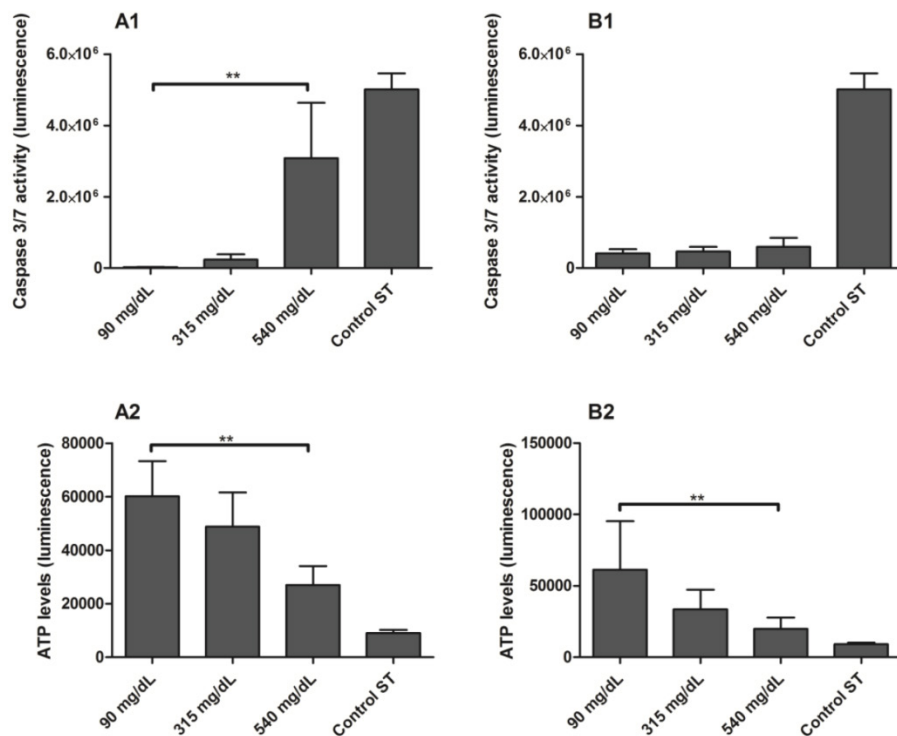 A1
Caspase 3/7 activity (luminescence)
6.0×10⁶
4.0×10⁶
2.0×10⁶
0
**
90 mg/dL
315 mg/dL
540 mg/dL
Control ST
B1
Caspase 3/7 activity (luminescence)
6.0×10⁶
4.0×10⁶
2.0×10⁶
0
90 mg/dL
315 mg/dL
540 mg/dL
Control ST
A2
ATP levels (luminescence)
80000
60000
40000
20000
0
**
90 mg/dL
315 mg/dL
540 mg/dL
Control ST
B2
ATP levels (luminescence)
150000
100000
50000
0
**
90 mg/dL
315 mg/dL
540 mg/dL
Control ST